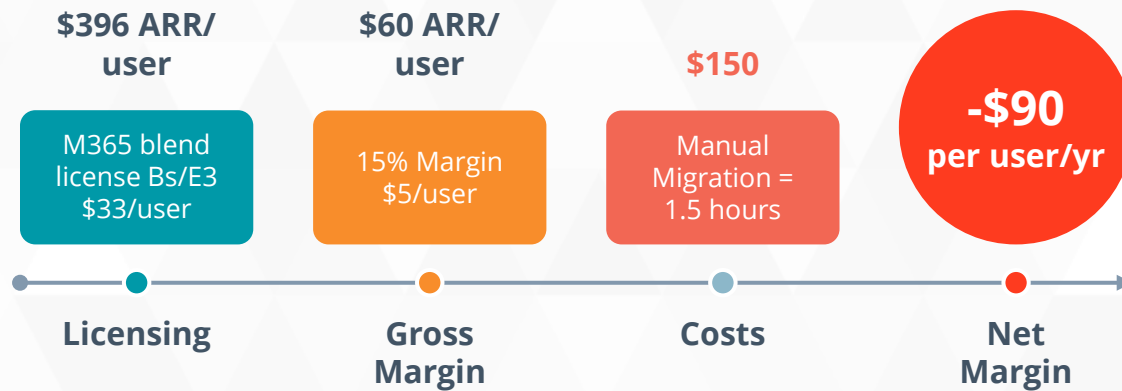 $396 ARR/
user
$60 ARR/
user
$150
-$90
per user/yr
M365 blend
license Bs/E3
$33/user
15% Margin
$5/user
Manual
Migration =
1.5 hours
Licensing
Gross
Margin
Costs
Net
Margin